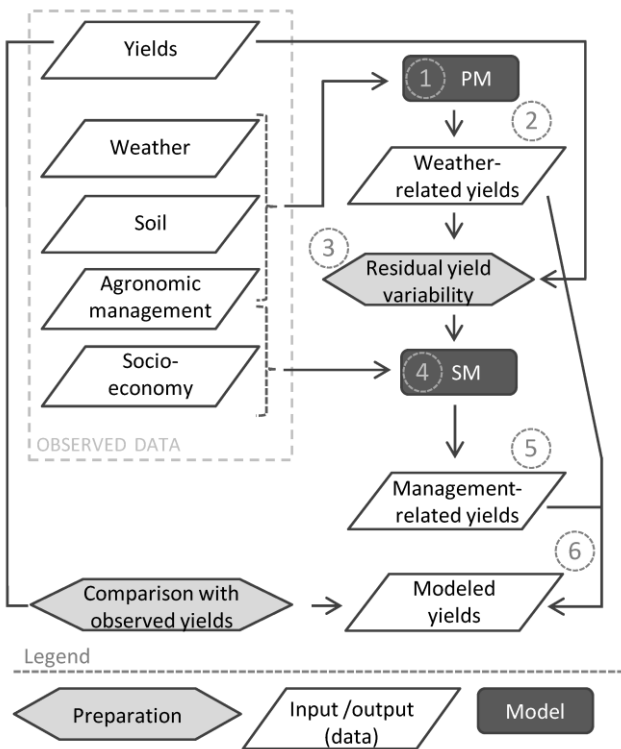 Yields
Weather
Soil
Agronomic
management
Socio-
economy
OBSERVED DATA
1 PM
2
Weather-
related yields
3
Residual yield
variability
4 SM
5
Management-
related yields
6
Comparison with
observed yields
Modeled
yields
Legend
Preparation
Input /output
(data)
Model